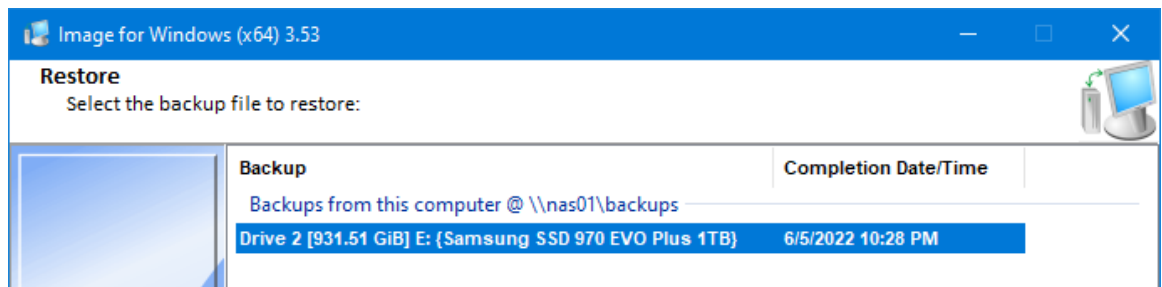 Image for Windows (x64) 3.53
Restore
Select the backup file to restore:
Backup Completion Date/Time
Backups from this computer @ \\nas01\backups
Drive 2 [931.51 GiB] E: {Samsung SSD 970 EVO Plus 1TB} 6/5/2022 10:28 PM